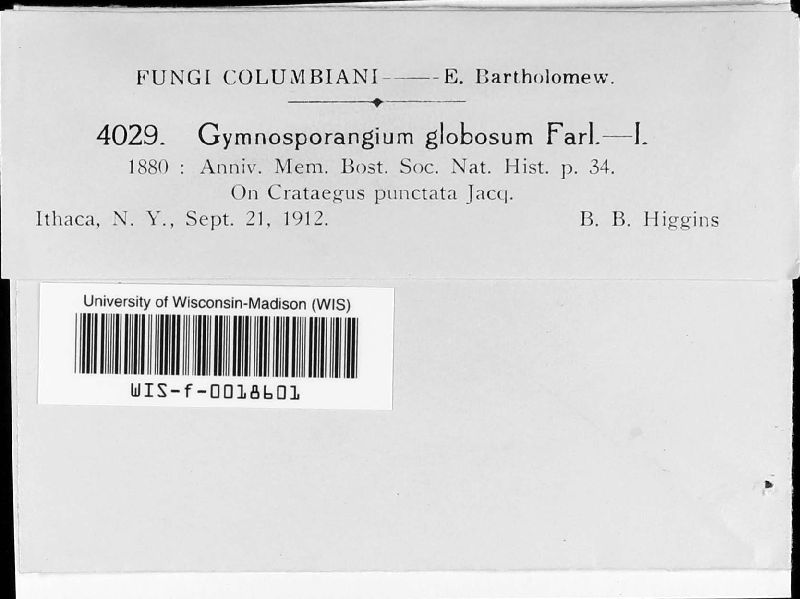 FUNGI COLUMBIANI———E. Bartholomew.
4029. Gymnosporangium globosum Farl.—I.
1880 : Anniv. Mem. Bost. Soc. Nat. Hist. p. 34.
On Crataegus punctata Jacq.
Ithaca, N. Y., Sept. 21, 1912. B. B. Higgins
University of Wisconsin-Madison (WIS)
WIS-f-0018601